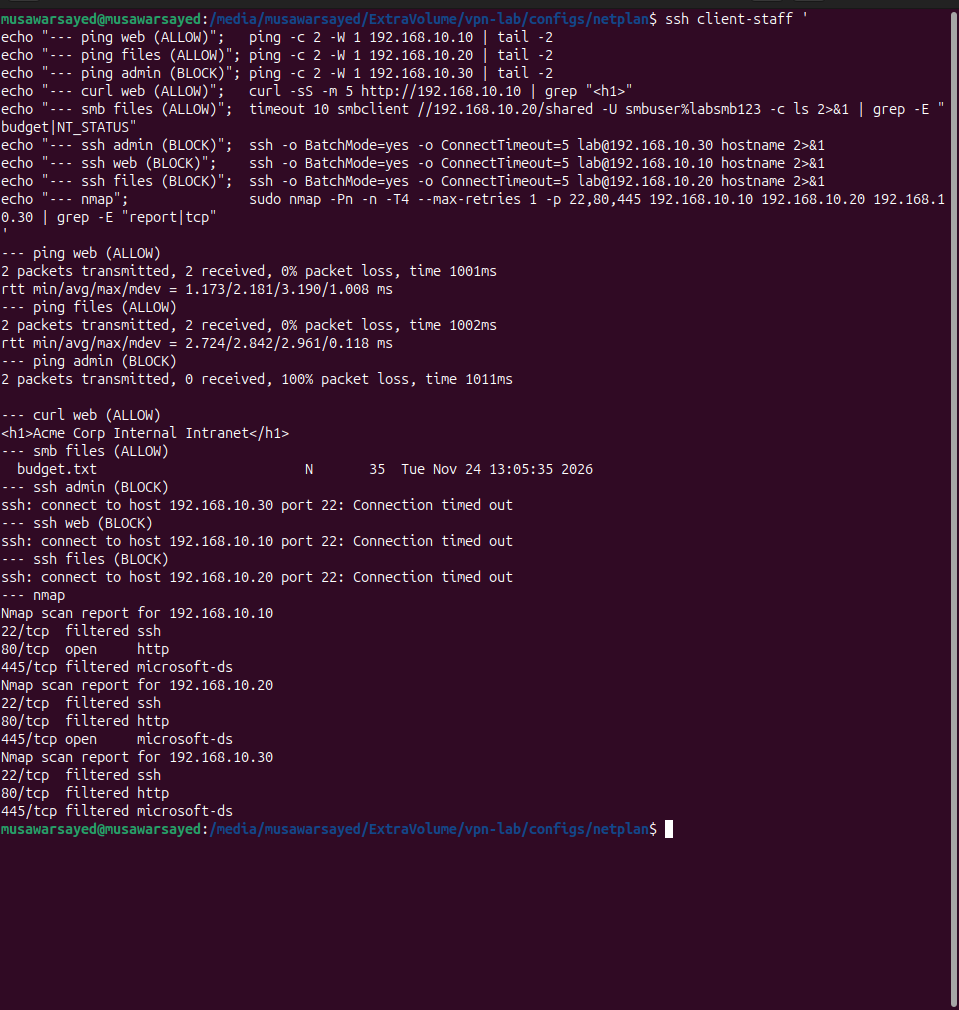 musawarsayed@musawarsayed:/media/musawarsayed/ExtraVolume/vpn-lab/configs/netplan$ ssh client-staff '
echo "--- ping web (ALLOW)";   ping -c 2 -W 1 192.168.10.10 | tail -2
echo "--- ping files (ALLOW)"; ping -c 2 -W 1 192.168.10.20 | tail -2
echo "--- ping admin (BLOCK)"; ping -c 2 -W 1 192.168.10.30 | tail -2
echo "--- curl web (ALLOW)";   curl -sS -m 5 http://192.168.10.10 | grep "<h1>"
echo "--- smb files (ALLOW)";  timeout 10 smbclient //192.168.10.20/shared -U smbuser%labsmb123 -c ls 2>&1 | grep -E "
budget|NT_STATUS"
echo "--- ssh admin (BLOCK)";  ssh -o BatchMode=yes -o ConnectTimeout=5 lab@192.168.10.30 hostname 2>&1
echo "--- ssh web (BLOCK)";    ssh -o BatchMode=yes -o ConnectTimeout=5 lab@192.168.10.10 hostname 2>&1
echo "--- ssh files (BLOCK)";  ssh -o BatchMode=yes -o ConnectTimeout=5 lab@192.168.10.20 hostname 2>&1
echo "--- nmap";               sudo nmap -Pn -n -T4 --max-retries 1 -p 22,80,445 192.168.10.10 192.168.10.20 192.168.1
0.30 | grep -E "report|tcp"
'
--- ping web (ALLOW)
2 packets transmitted, 2 received, 0% packet loss, time 1001ms
rtt min/avg/max/mdev = 1.173/2.181/3.190/1.008 ms
--- ping files (ALLOW)
2 packets transmitted, 2 received, 0% packet loss, time 1002ms
rtt min/avg/max/mdev = 2.724/2.842/2.961/0.118 ms
--- ping admin (BLOCK)
2 packets transmitted, 0 received, 100% packet loss, time 1011ms

--- curl web (ALLOW)
<h1>Acme Corp Internal Intranet</h1>
--- smb files (ALLOW)
  budget.txt                          N       35  Tue Nov 24 13:05:35 2026
--- ssh admin (BLOCK)
ssh: connect to host 192.168.10.30 port 22: Connection timed out
--- ssh web (BLOCK)
ssh: connect to host 192.168.10.10 port 22: Connection timed out
--- ssh files (BLOCK)
ssh: connect to host 192.168.10.20 port 22: Connection timed out
--- nmap
Nmap scan report for 192.168.10.10
22/tcp  filtered ssh
80/tcp  open     http
445/tcp filtered microsoft-ds
Nmap scan report for 192.168.10.20
22/tcp  filtered ssh
80/tcp  filtered http
445/tcp open     microsoft-ds
Nmap scan report for 192.168.10.30
22/tcp  filtered ssh
80/tcp  filtered http
445/tcp filtered microsoft-ds
musawarsayed@musawarsayed:/media/musawarsayed/ExtraVolume/vpn-lab/configs/netplan$